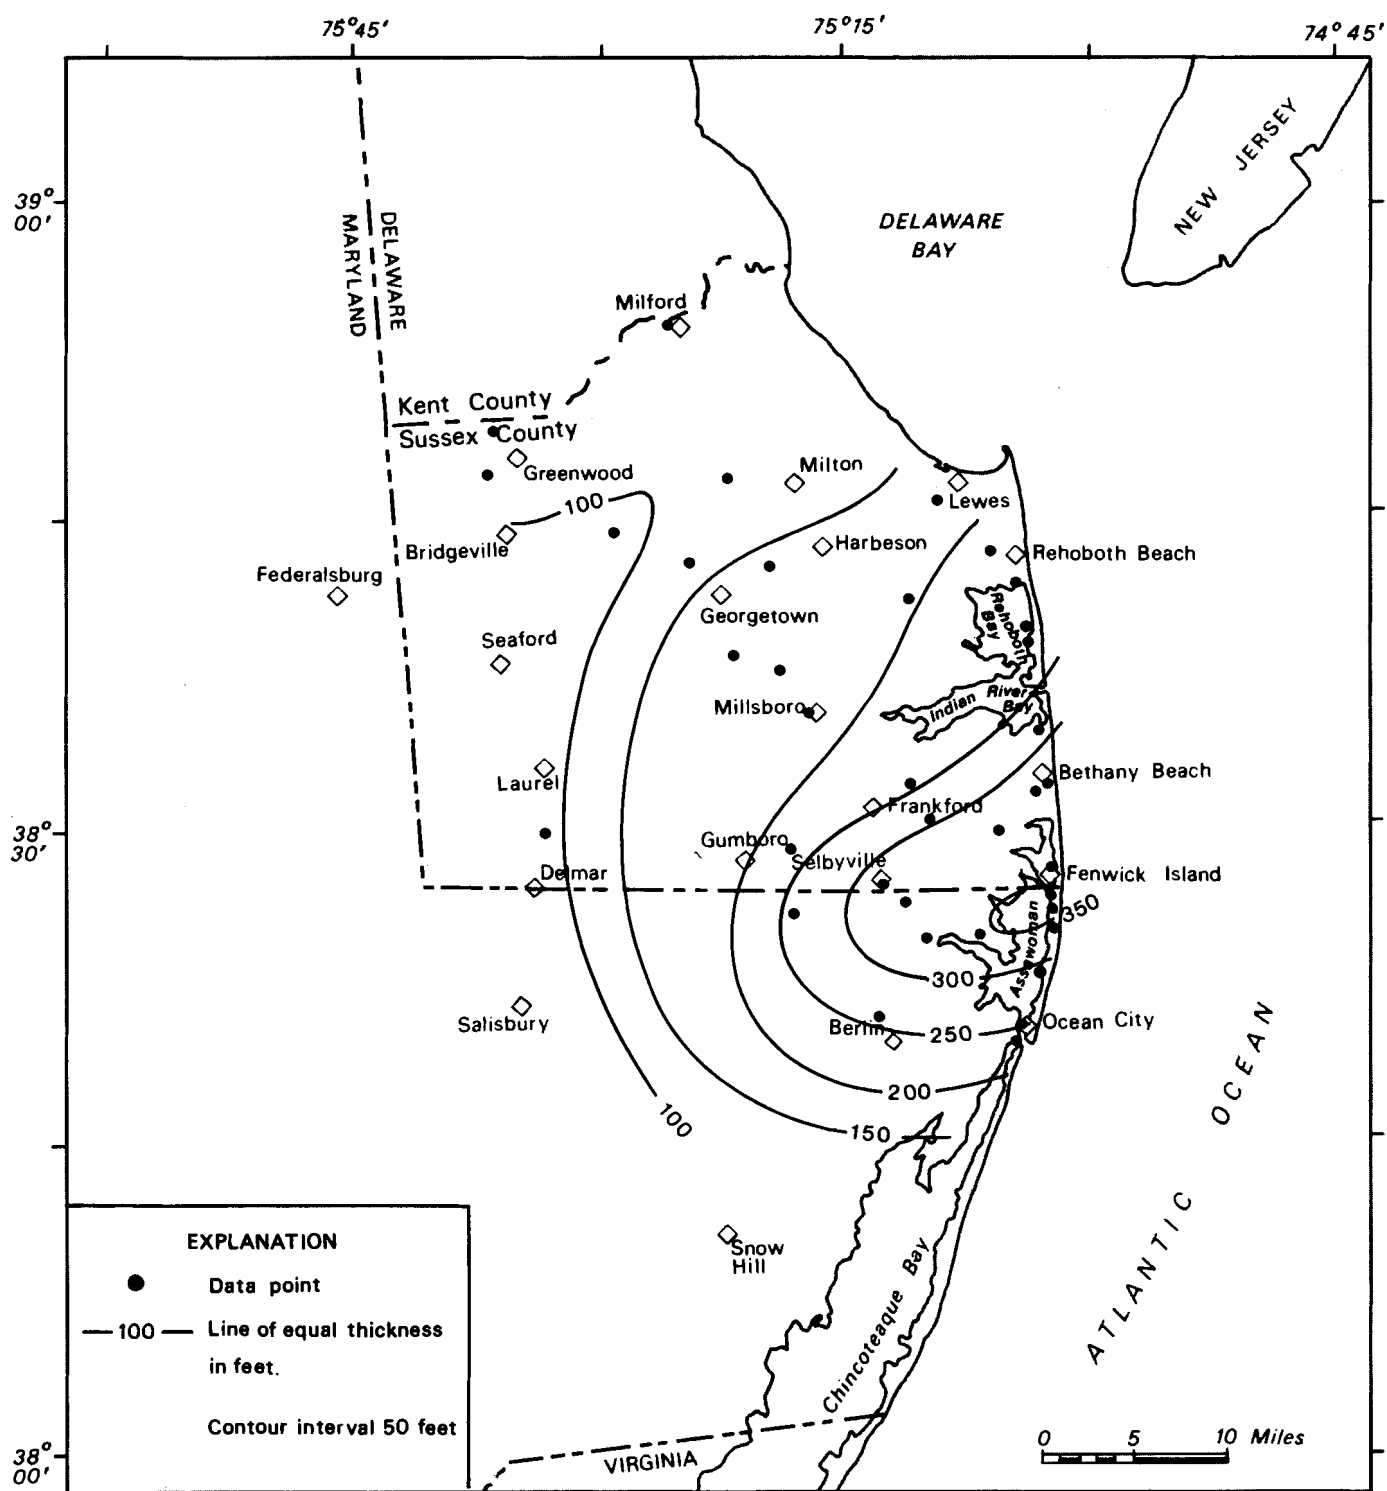 75°45'
75°15'
74°45'
39°
00'
DELAWARE
MARYLAND
DELAWARE
BAY
NEW JERSEY
Milford
Kent County
Sussex County
Greenwood
Milton
Lewes
100
Bridgeville
Harbeson
Rehoboth Beach
Federalsburg
Georgetown
Rehoboth
Bay
Seaford
Millsboro
Indian River
Bay
Laurel
Bethany Beach
Frankford
38°
30'
Gumboro
Selbyville
Delmar
Fenwick Island
350
Assawoman
300
Salisbury
Berlin
250
Ocean City
200
100
150
ATLANTIC OCEAN
Snow
Hill
Chincoteaque Bay
EXPLANATION
Data point
100
Line of equal thickness
in feet.
Contour interval 50 feet
38°
00'
VIRGINIA
0 5 10 Miles